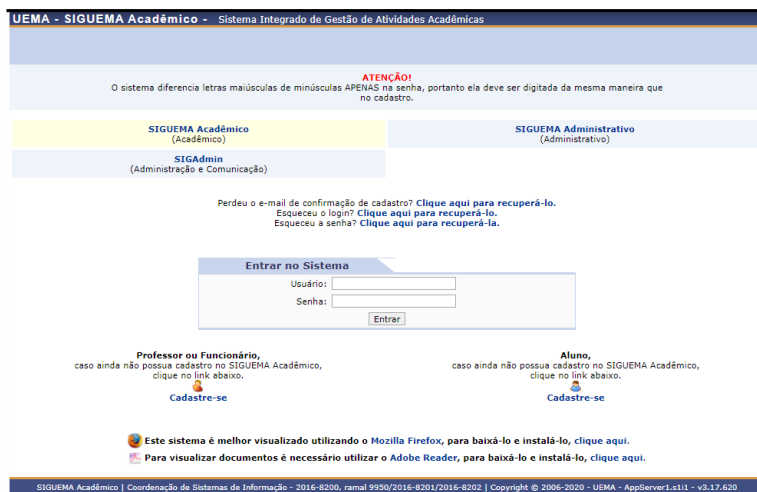 UEMA - SIGUEMA Acadêmico - Sistema Integrado de Gestão de Atividades Acadêmicas
ATENÇÃO!
O sistema diferencia letras maiúsculas de minúsculas APENAS na senha, portanto ela deve ser digitada da mesma maneira que
no cadastro.
SIGUEMA Acadêmico
(Acadêmico)
SIGUEMA Administrativo
(Administrativo)
SIGAdmin
(Administração e Comunicação)
Perdeu o e-mail de confirmação de cadastro? Clique aqui para recuperá-lo.
Esqueceu o login? Clique aqui para recuperá-lo.
Esqueceu a senha? Clique aqui para recuperá-la.
Entrar no Sistema
Usuário:
Senha:
Entrar
Professor ou Funcionário,
caso ainda não possua cadastro no SIGUEMA Acadêmico,
clique no link abaixo.
Cadastre-se
Aluno,
caso ainda não possua cadastro no SIGUEMA Acadêmico,
clique no link abaixo.
Cadastre-se
Este sistema é melhor visualizado utilizando o Mozilla Firefox, para baixá-lo e instalá-lo, clique aqui.
Para visualizar documentos é necessário utilizar o Adobe Reader, para baixá-lo e instalá-lo, clique aqui.
SIGUEMA Acadêmico | Coordenação de Sistemas de Informação - 2016-8200, ramal 9950/2016-8201/2016-8202 | Copyright © 2006-2020 - UEMA - AppServer1.s1i1 - v3.17.620